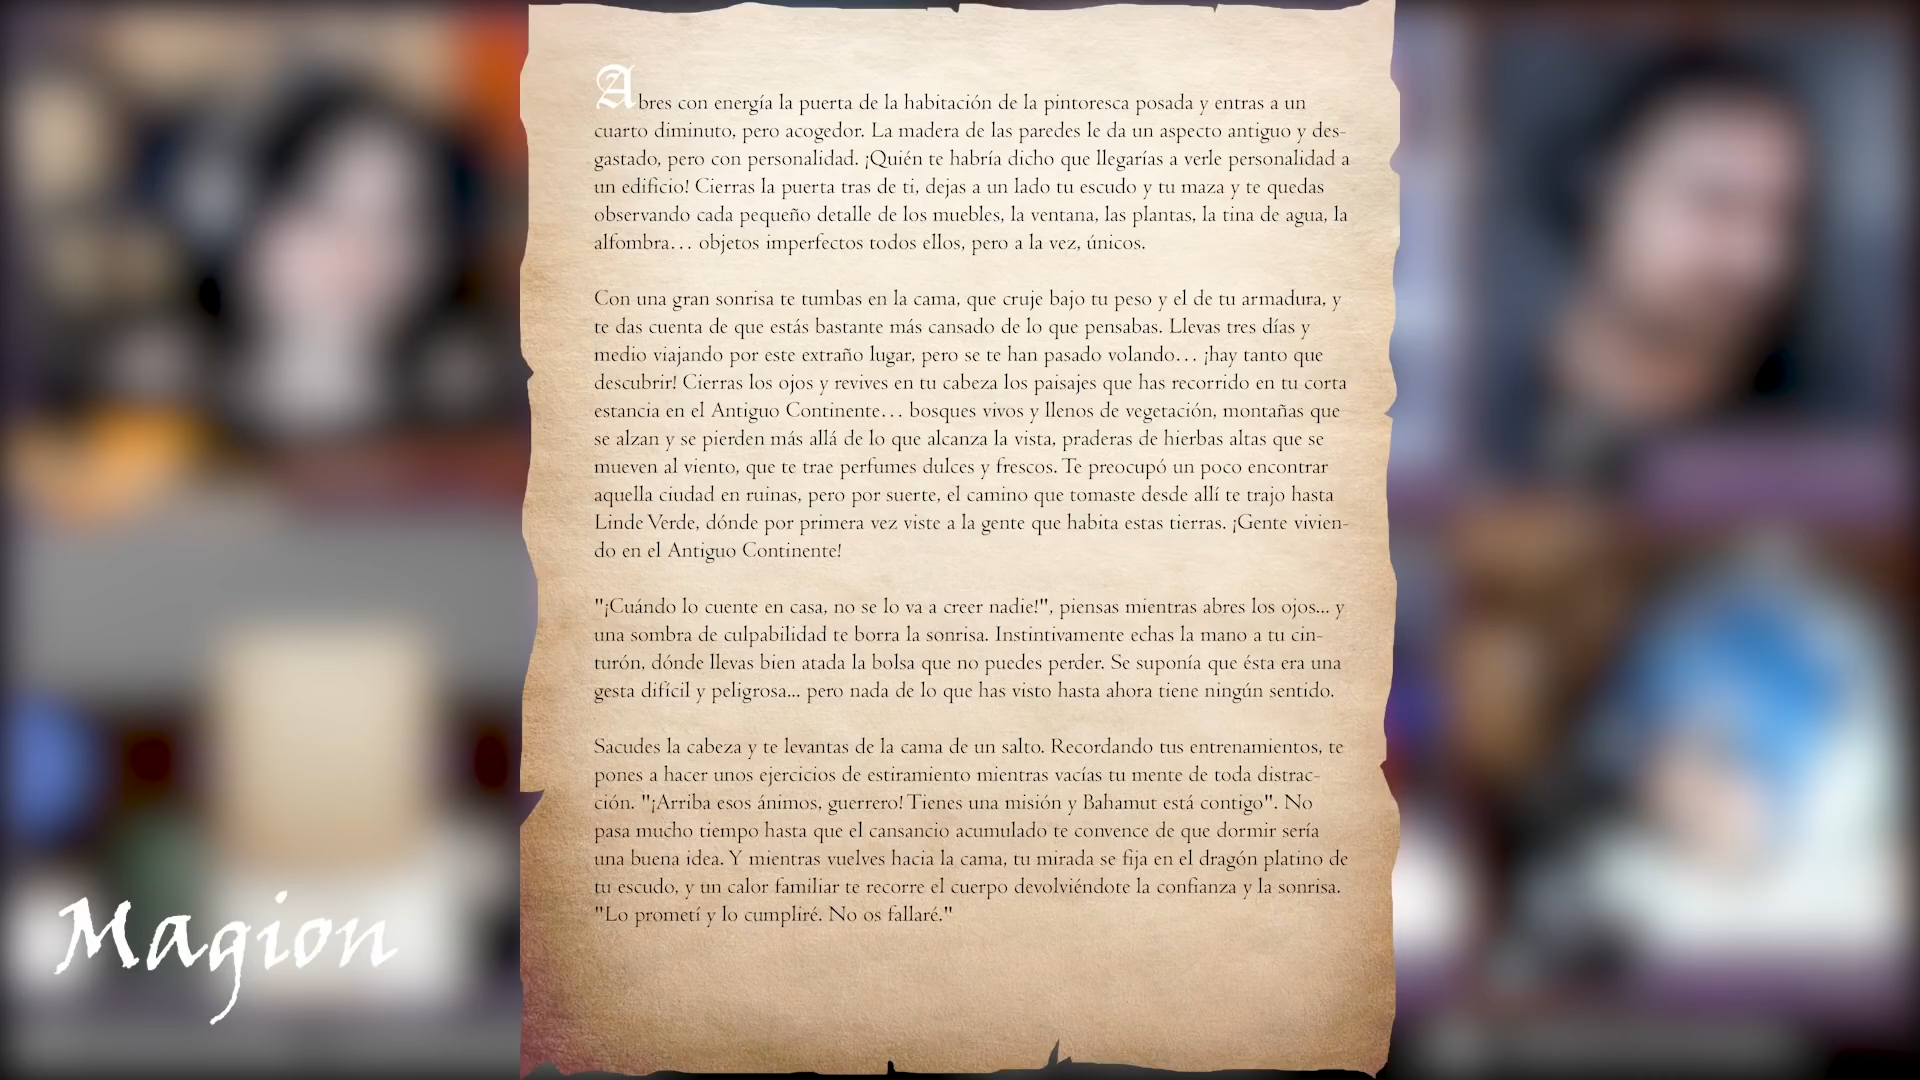 Abres con energía la puerta de la habitación de la pintoresca posada y entras a un
cuarto diminuto, pero acogedor. La madera de las paredes le da un aspecto antiguo y des-
gastado, pero con personalidad. ¡Quién te habría dicho que llegarías a verle personalidad a
un edificio! Cierras la puerta tras de ti, dejas a un lado tu escudo y tu maza y te quedas
observando cada pequeño detalle de los muebles, la ventana, las plantas, la tina de agua, la
alfombra… objetos imperfectos todos ellos, pero a la vez, únicos.
Con una gran sonrisa te tumbas en la cama, que cruje bajo tu peso y el de tu armadura, y
te das cuenta de que estás bastante más cansado de lo que pensabas. Llevas tres días y
medio viajando por este extraño lugar, pero se te han pasado volando… ¡hay tanto que
descubrir! Cierras los ojos y revives en tu cabeza los paisajes que has recorrido en tu corta
estancia en el Antiguo Continente… bosques vivos y llenos de vegetación, montañas que
se alzan y se pierden más allá de lo que alcanza la vista, praderas de hierbas altas que se
mueven al viento, que te trae perfumes dulces y frescos. Te preocupó un poco encontrar
aquella ciudad en ruinas, pero por suerte, el camino que tomaste desde allí te trajo hasta
Linde Verde, dónde por primera vez viste a la gente que habita estas tierras. ¡Gente vivien-
do en el Antiguo Continente!
"¡Cuándo lo cuente en casa, no se lo va a creer nadie!", piensas mientras abres los ojos... y
una sombra de culpabilidad te borra la sonrisa. Instintivamente echas la mano a tu cin-
turón, dónde llevas bien atada la bolsa que no puedes perder. Se suponía que ésta era una
gesta difícil y peligrosa... pero nada de lo que has visto hasta ahora tiene ningún sentido.
Sacudes la cabeza y te levantas de la cama de un salto. Recordando tus entrenamientos, te
pones a hacer unos ejercicios de estiramiento mientras vacías tu mente de toda distrac-
ción. "¡Arriba esos ánimos, guerrero! Tienes una misión y Bahamut está contigo". No
pasa mucho tiempo hasta que el cansancio acumulado te convence de que dormir sería
una buena idea. Y mientras vuelves hacia la cama, tu mirada se fija en el dragón platino de
tu escudo, y un calor familiar te recorre el cuerpo devolviéndote la confianza y la sonrisa.
"Lo prometí y lo cumpliré. No os fallaré."
Magion